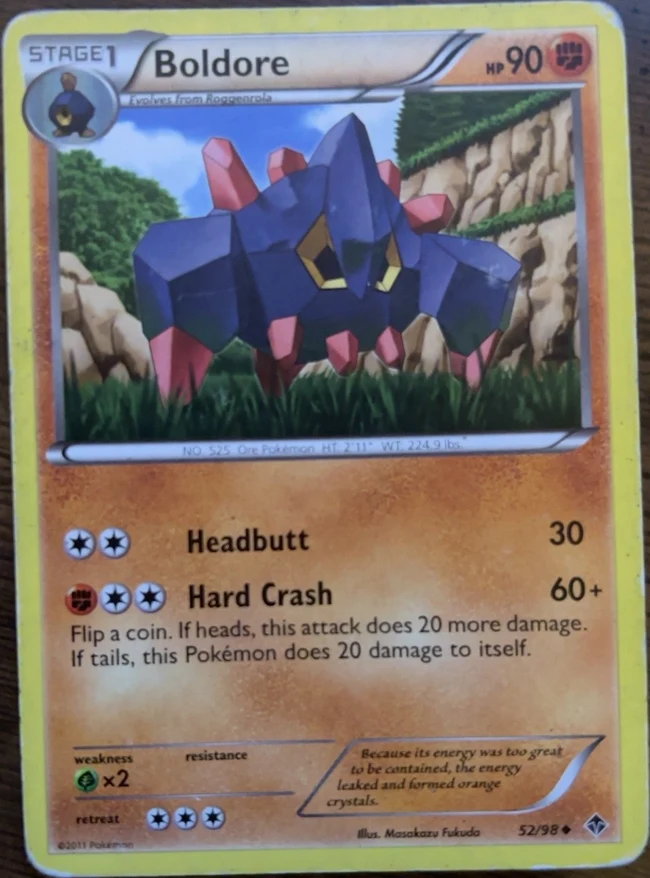 STAGE1 Boldore HP 90
Evolves from Roggenrola
NO. 525 Ore Pokémon HT: 2'11" WT: 224.9 lbs.
Headbutt 30
Hard Crash 60+
Flip a coin. If heads, this attack does 20 more damage.
If tails, this Pokémon does 20 damage to itself.
weakness resistance
×2
Because its energy was too great
to be contained, the energy
leaked and formed orange
crystals.
retreat
Illus. Masakazu Fukuda 52/98
©2011 Pokémon